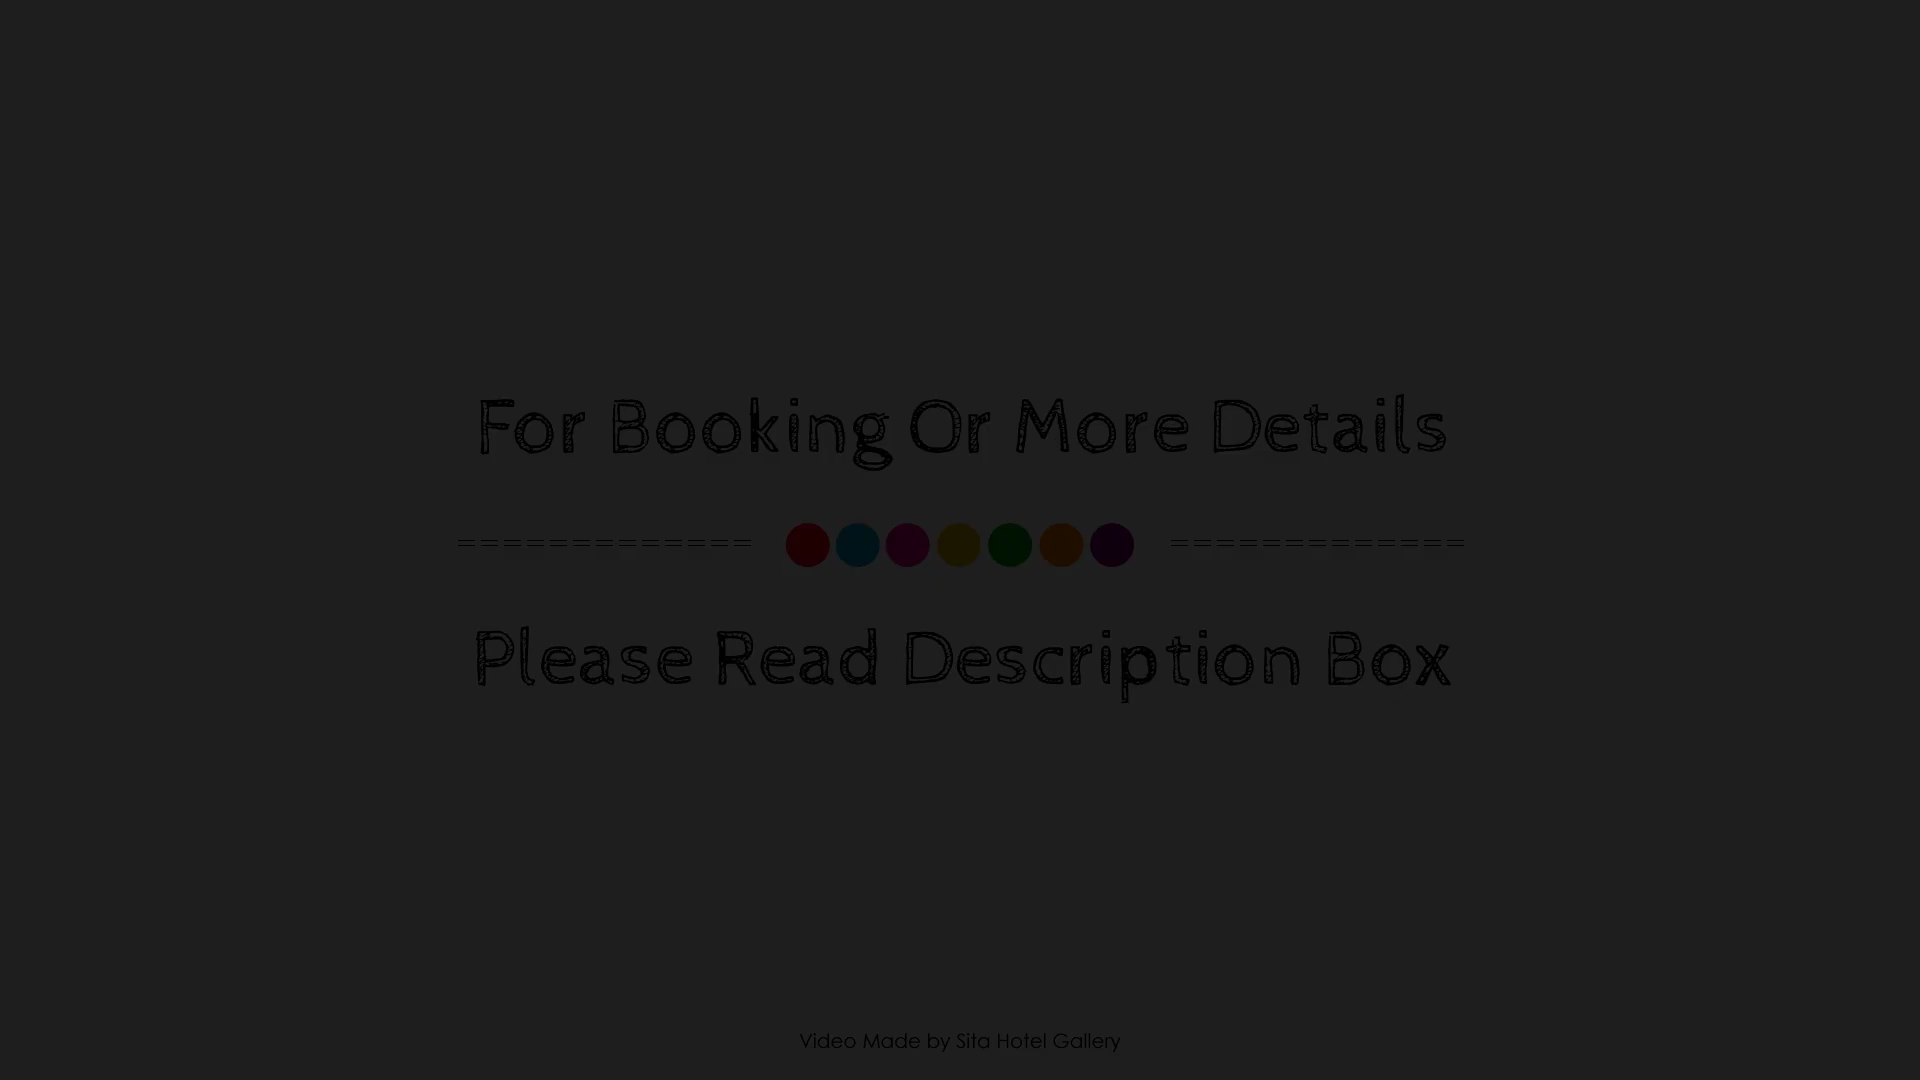 For Booking Or More Details
============= =============
Please Read Description Box
Video Made by Sita Hotel Gallery